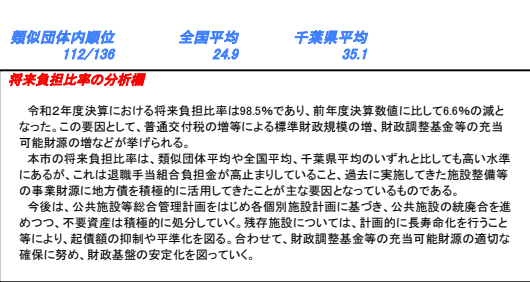 類似団体内順位 全国平均 千葉県平均
112/136 24.9 35.1
将来負担比率の分析欄
令和2年度決算における将来負担比率は98.5%であり、前年度決算数値に比して6.6%の減と
なった。この要因として、普通交付税の増等による標準財政規模の増、財政調整基金等の充当
可能財源の増などが挙げられる。
本市の将来負担比率は、類似団体平均や全国平均、千葉県平均のいずれと比しても高い水準
にあるが、これは退職手当組合負担金が高止まりしていること、過去に実施してきた施設整備等
の事業財源に地方債を積極的に活用してきたことが主な要因となっているものである。
今後は、公共施設等総合管理計画をはじめ各個別施設計画に基づき、公共施設の統廃合を進
めつつ、不要資産は積極的に処分していく。残存施設については、計画的に長寿命化を行うこと
等により、起債額の抑制や平準化を図る。合わせて、財政調整基金等の充当可能財源の適切な
確保に努め、財政基盤の安定化を図っていく。